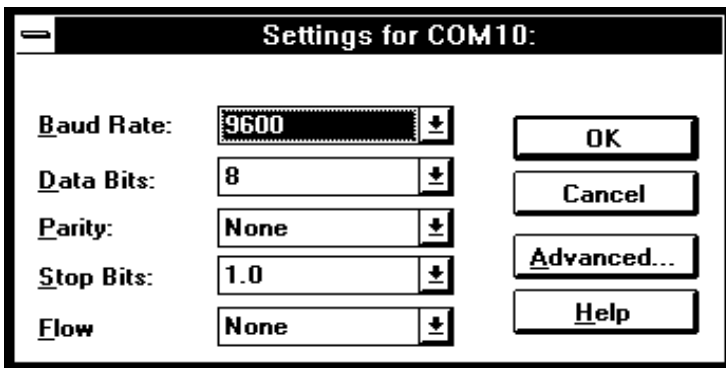 Settings for COM10:
Baud Rate: 9600
OK
Data Bits: 8
Cancel
Parity: None
Advanced...
Stop Bits: 1.0
Help
Flow None